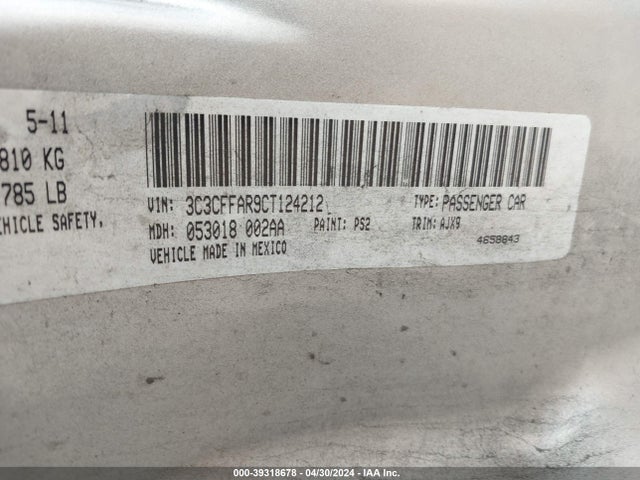 5-11
810 KG
785 LB
EHICLE SAFETY,
VIN: 3C3CFFAR9CT124212 TYPE: PASSENGER CAR
MDH: 053018 002AA PAINT: PS2 TRIM: AJX9
VEHICLE MADE IN MEXICO 4658843
000-39318678 - 04/30/2024 - IAA Inc.